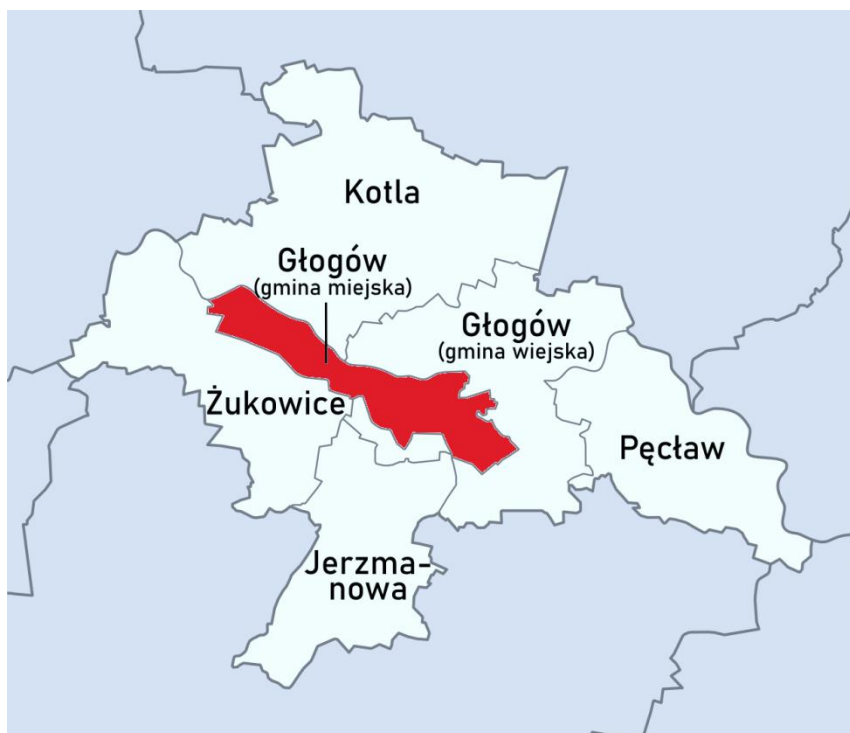 Kotla
Głogów
(gmina miejska)
Głogów
(gmina wiejska)
Żukowice
Pęcław
Jerzma-
nowa